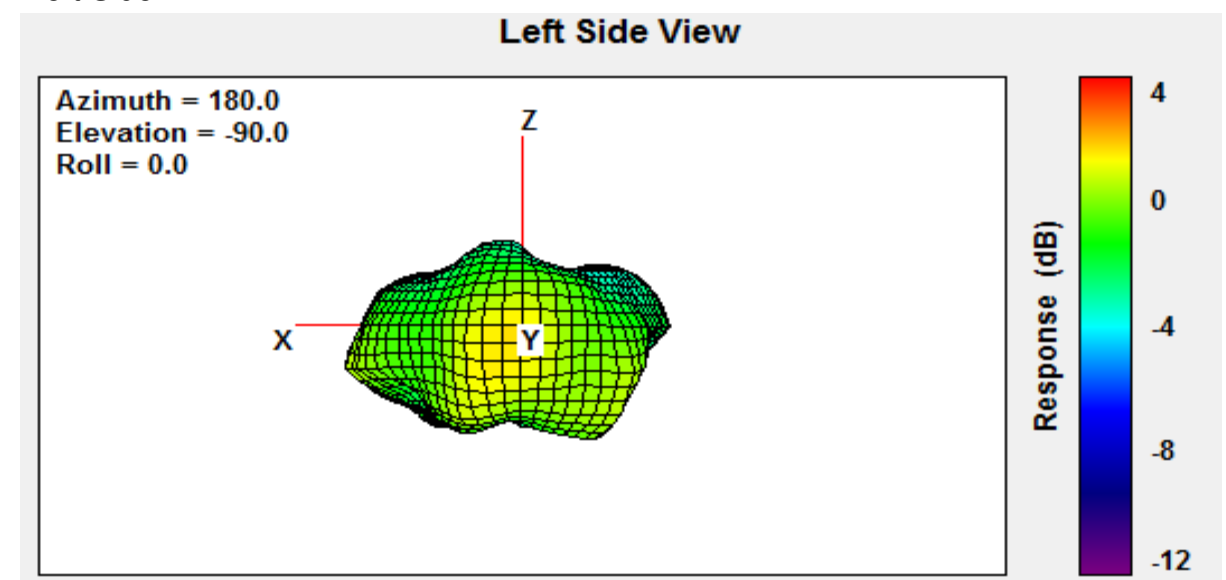 Left Side View
Azimuth = 180.0
Elevation = -90.0
Roll = 0.0
Z
X
Y
Response (dB)
4
0
-4
-8
-12